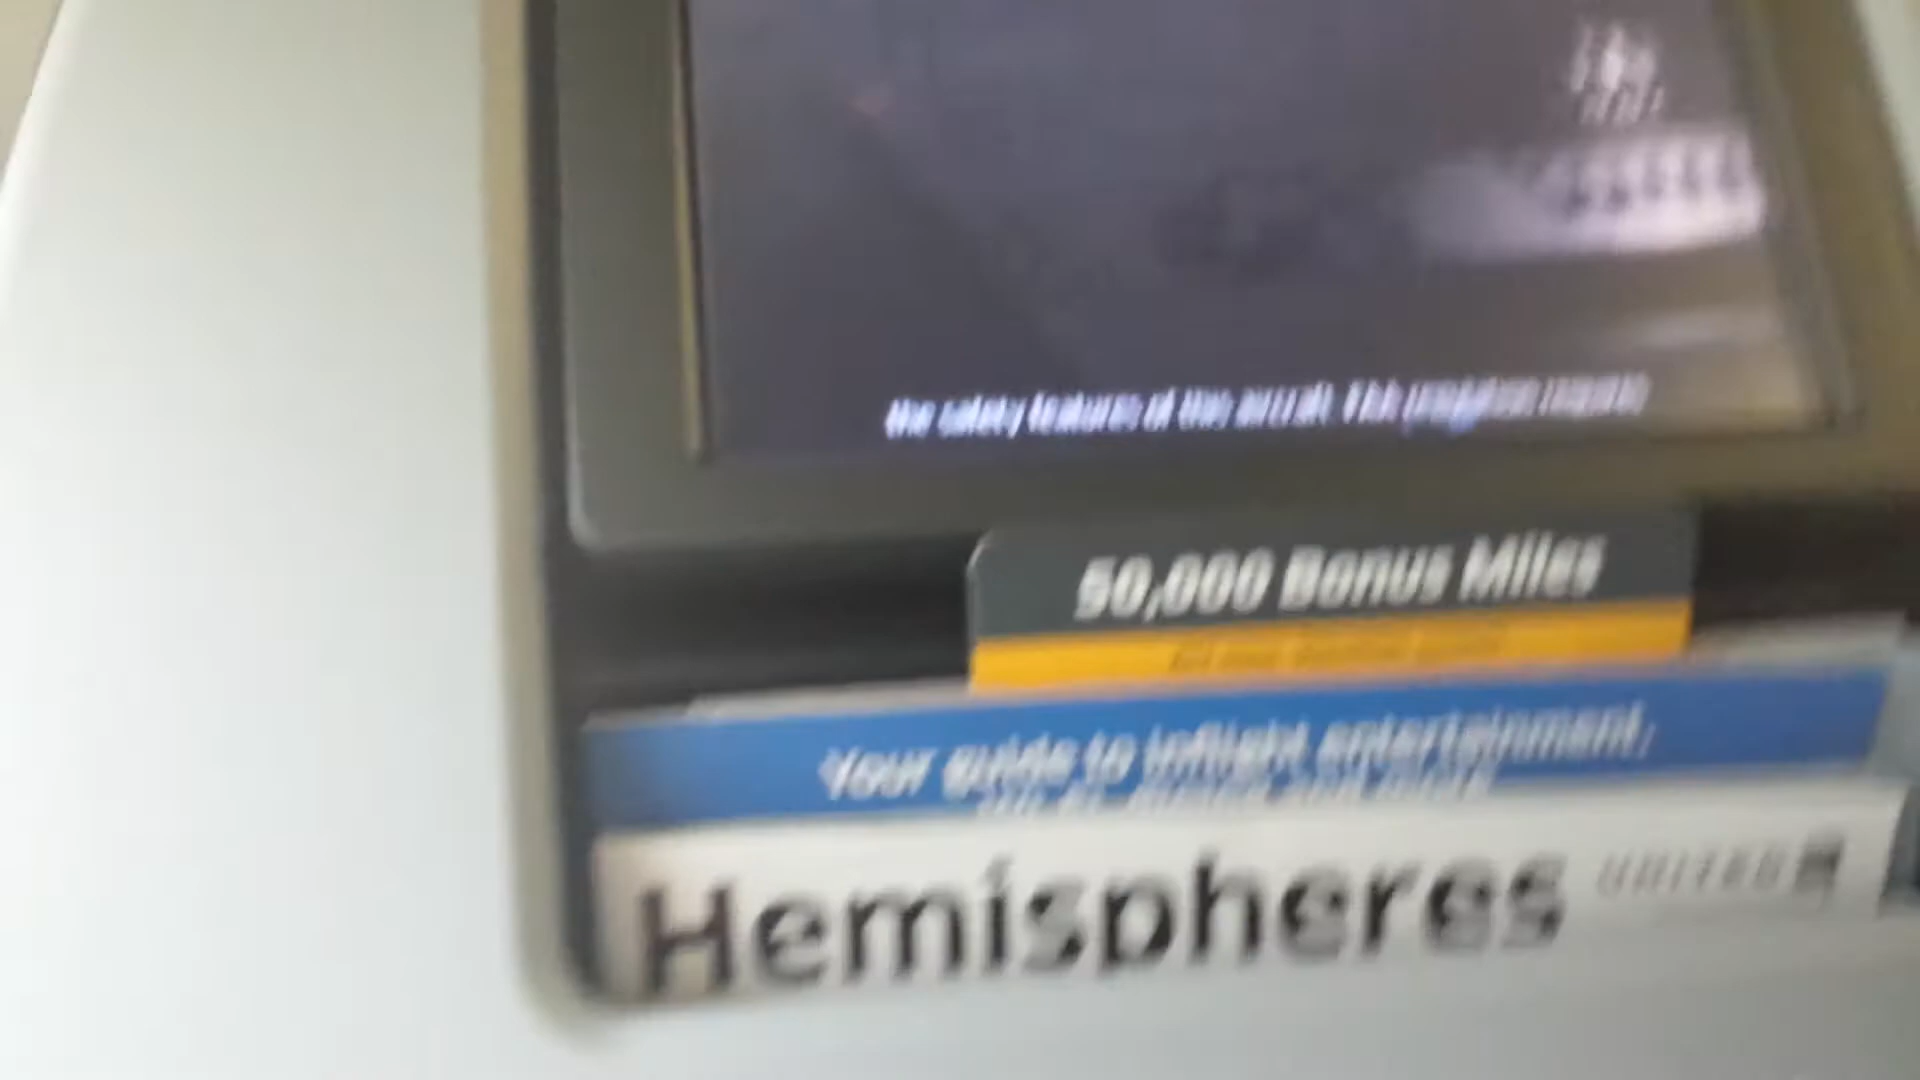 the safety features of this aircraft. This program requires
50,000 Bonus Miles
Your guide to inflight entertainment,
Hemispheres UNITED